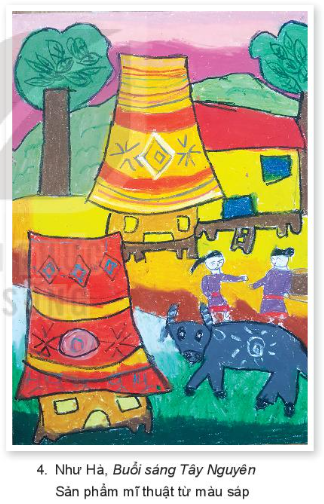 4. Như Hà, Buổi sáng Tây Nguyên
Sản phẩm mĩ thuật từ màu sáp